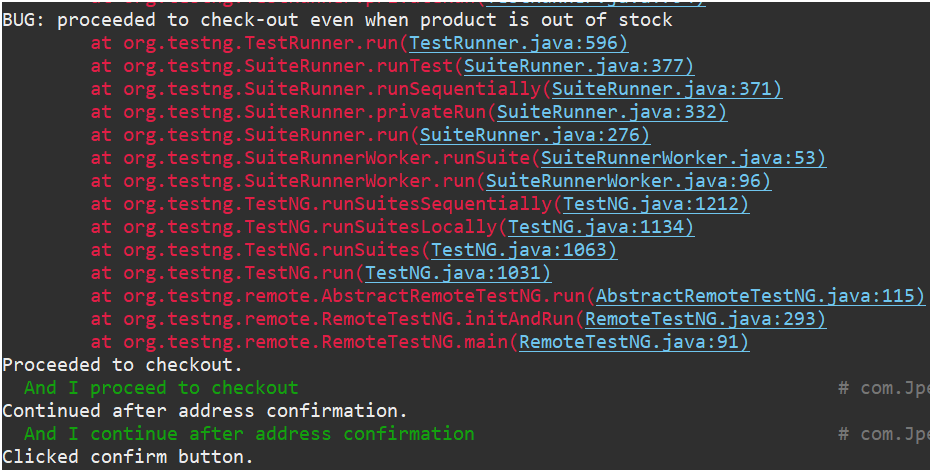 BUG: proceeded to check-out even when product is out of stock
at org.testng.TestRunner.run(TestRunner.java:596)
at org.testng.SuiteRunner.runTest(SuiteRunner.java:377)
at org.testng.SuiteRunner.runSequentially(SuiteRunner.java:371)
at org.testng.SuiteRunner.privateRun(SuiteRunner.java:332)
at org.testng.SuiteRunner.run(SuiteRunner.java:276)
at org.testng.SuiteRunnerWorker.runSuite(SuiteRunnerWorker.java:53)
at org.testng.SuiteRunnerWorker.run(SuiteRunnerWorker.java:96)
at org.testng.TestNG.runSuitesSequentially(TestNG.java:1212)
at org.testng.TestNG.runSuitesLocally(TestNG.java:1134)
at org.testng.TestNG.runSuites(TestNG.java:1063)
at org.testng.TestNG.run(TestNG.java:1031)
at org.testng.remote.AbstractRemoteTestNG.run(AbstractRemoteTestNG.java:115)
at org.testng.remote.RemoteTestNG.initAndRun(RemoteTestNG.java:293)
at org.testng.remote.RemoteTestNG.main(RemoteTestNG.java:91)
Proceeded to checkout.
And I proceed to checkout # com.Jpe
Continued after address confirmation.
And I continue after address confirmation # com.Jpe
Clicked confirm button.